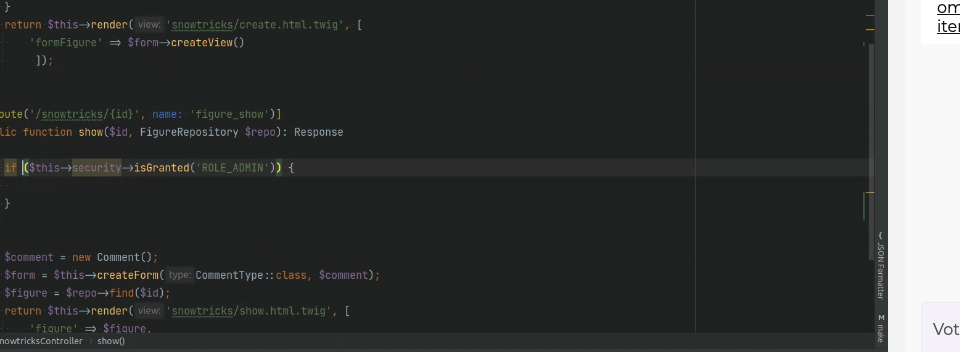 }
return $this→render( view: 'snowtricks/create.html.twig', [
'formFigure' ⇒ $form→createView()
]);
oute('/snowtricks/{id}', name: 'figure_show')]
lic function show($id, FigureRepository $repo): Response
if ($this→security→isGranted('ROLE_ADMIN')) {
}
$comment = new Comment();
$form = $this→createForm( type: CommentType::class, $comment);
$figure = $repo→find($id);
return $this→render( view: 'snowtricks/show.html.twig', [
'figure' ⇒ $figure,
nowtricksController › show()
{ JSON Formatter
M make
om
iter
Vot